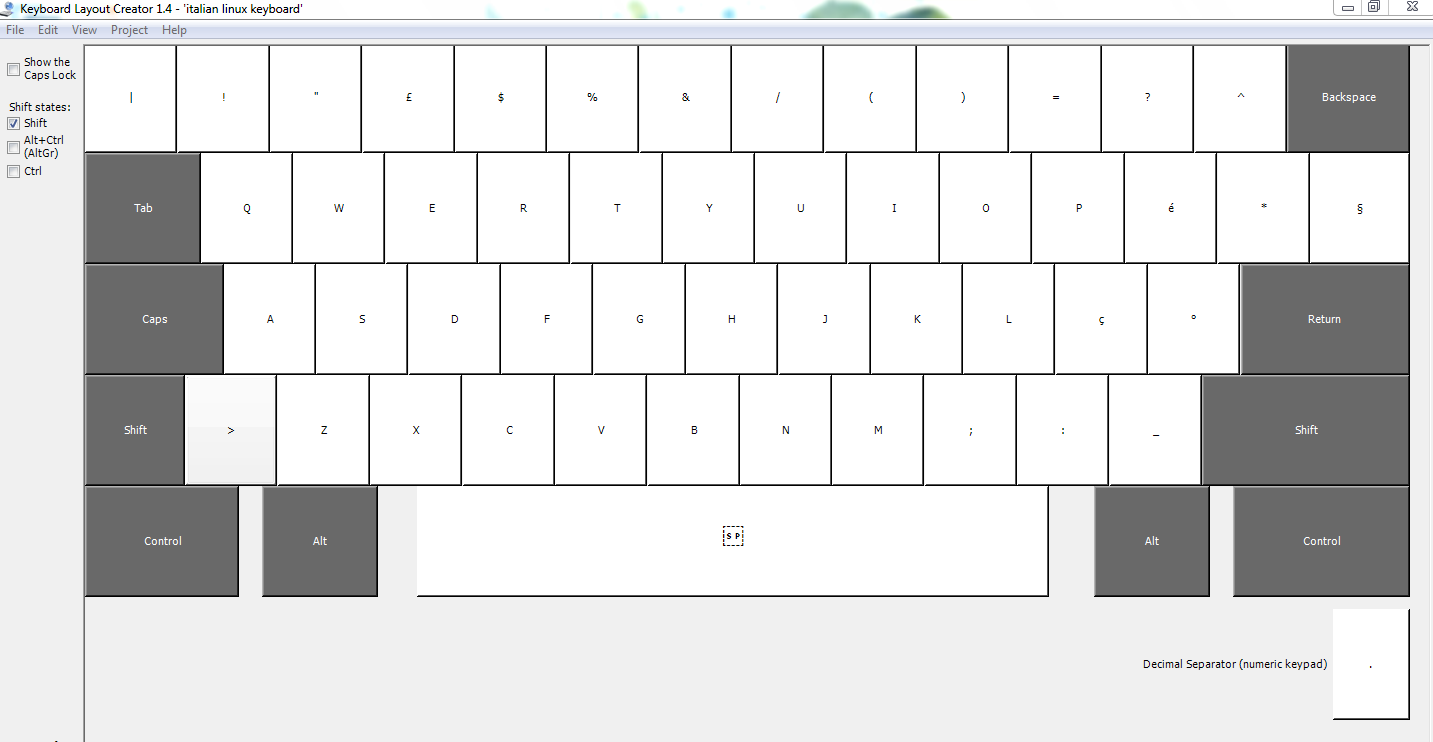 Keyboard Layout Creator 1.4 - 'italian linux keyboard'
File Edit View Project Help
Show the
Caps Lock
Shift states:
Shift
Alt+Ctrl
(AltGr)
Ctrl
| ! " £ $ % & / ( ) = ? ^ Backspace
Tab Q W E R T Y U I O P é * §
Caps A S D F G H J K L ç ° Return
Shift > Z X C V B N M ; : _ Shift
Control Alt SP Alt Control
Decimal Separator (numeric keypad) .